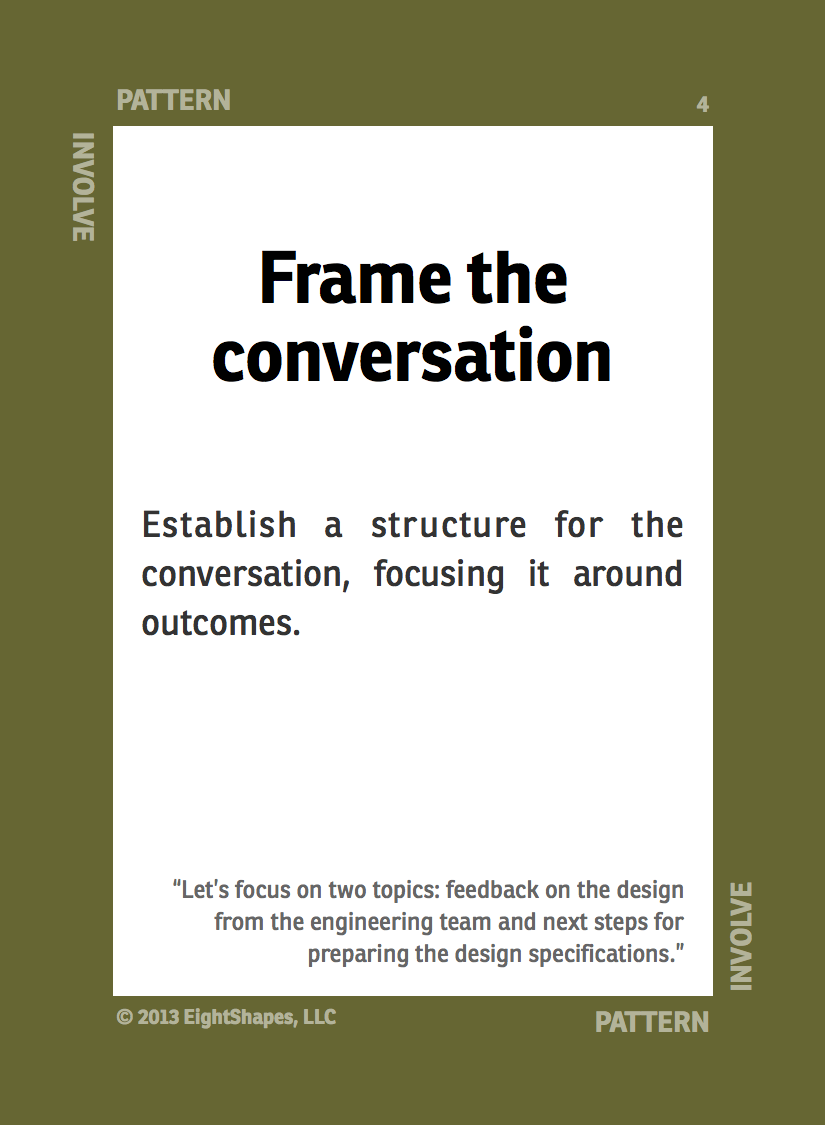 PATTERN
4
INVOLVE
Frame the
conversation
Establish a structure for the
conversation, focusing it around
outcomes.
“Let’s focus on two topics: feedback on the design
from the engineering team and next steps for
preparing the design specifications.”
INVOLVE
© 2013 EightShapes, LLC
PATTERN